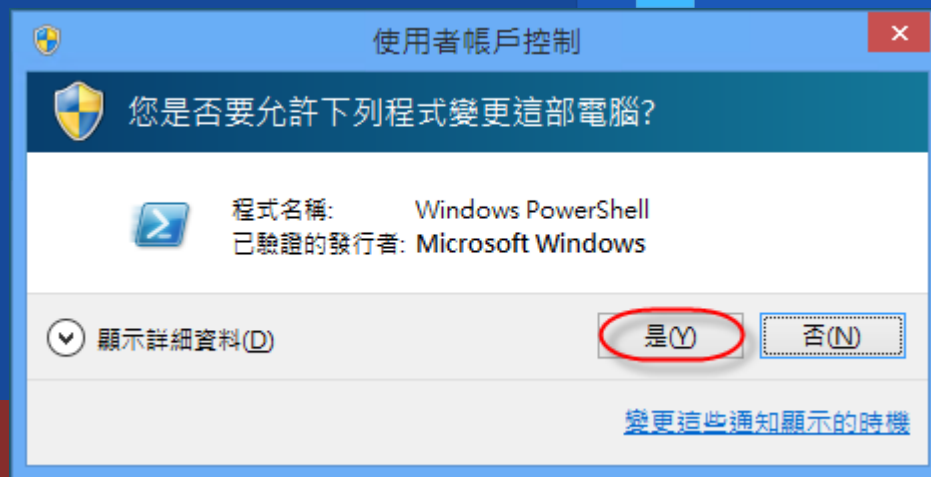 使用者帳戶控制
您是否要允許下列程式變更這部電腦?
程式名稱: Windows PowerShell
已驗證的發行者: Microsoft Windows
顯示詳細資料(D) 是(Y) 否(N)
變更這些通知顯示的時機